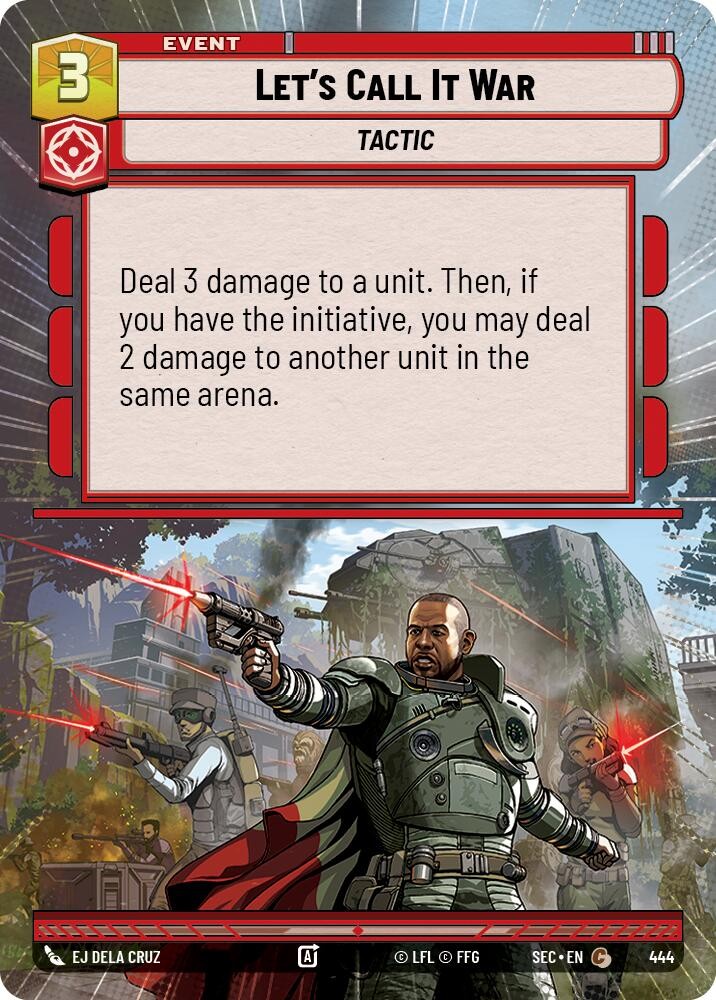 EVENT
3
LET'S CALL IT WAR
TACTIC
Deal 3 damage to a unit. Then, if
you have the initiative, you may deal
2 damage to another unit in the
same arena.
EJ DELA CRUZ A © LFL © FFG SEC • EN C 444